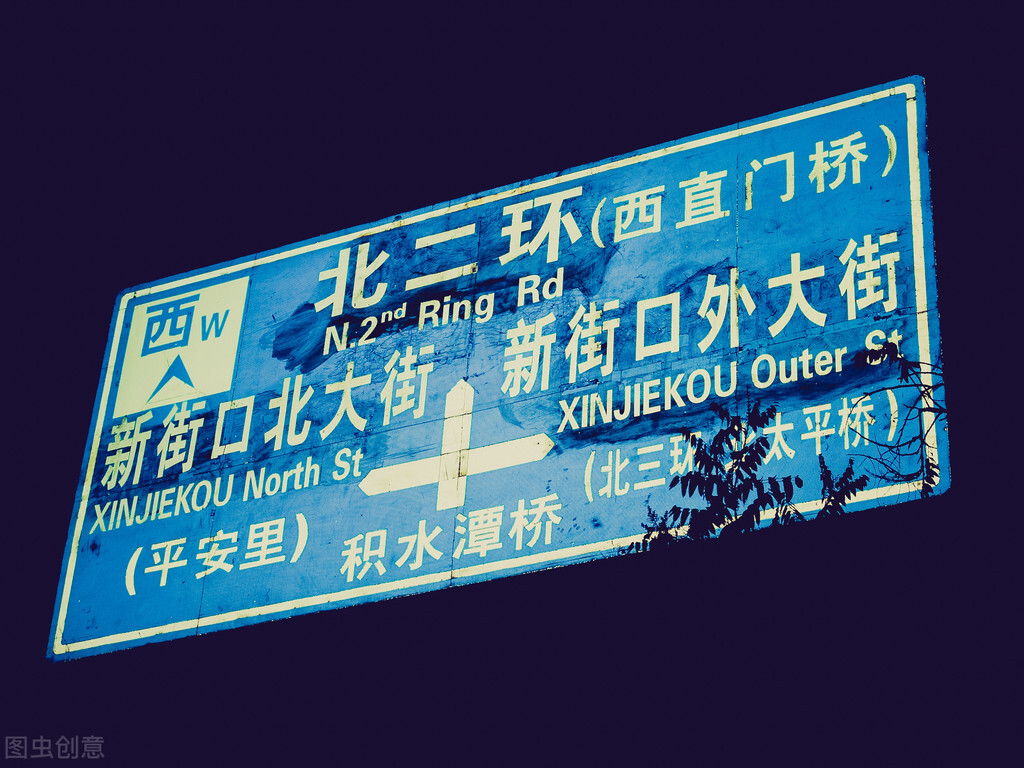 西 W
北二环(西直门桥)
N.2nd Ring Rd
新街口北大街
XINJIEKOU North St
(平安里)
新街口外大街
XINJIEKOU Outer St
(北三环 太平桥)
积水潭桥
图虫创意